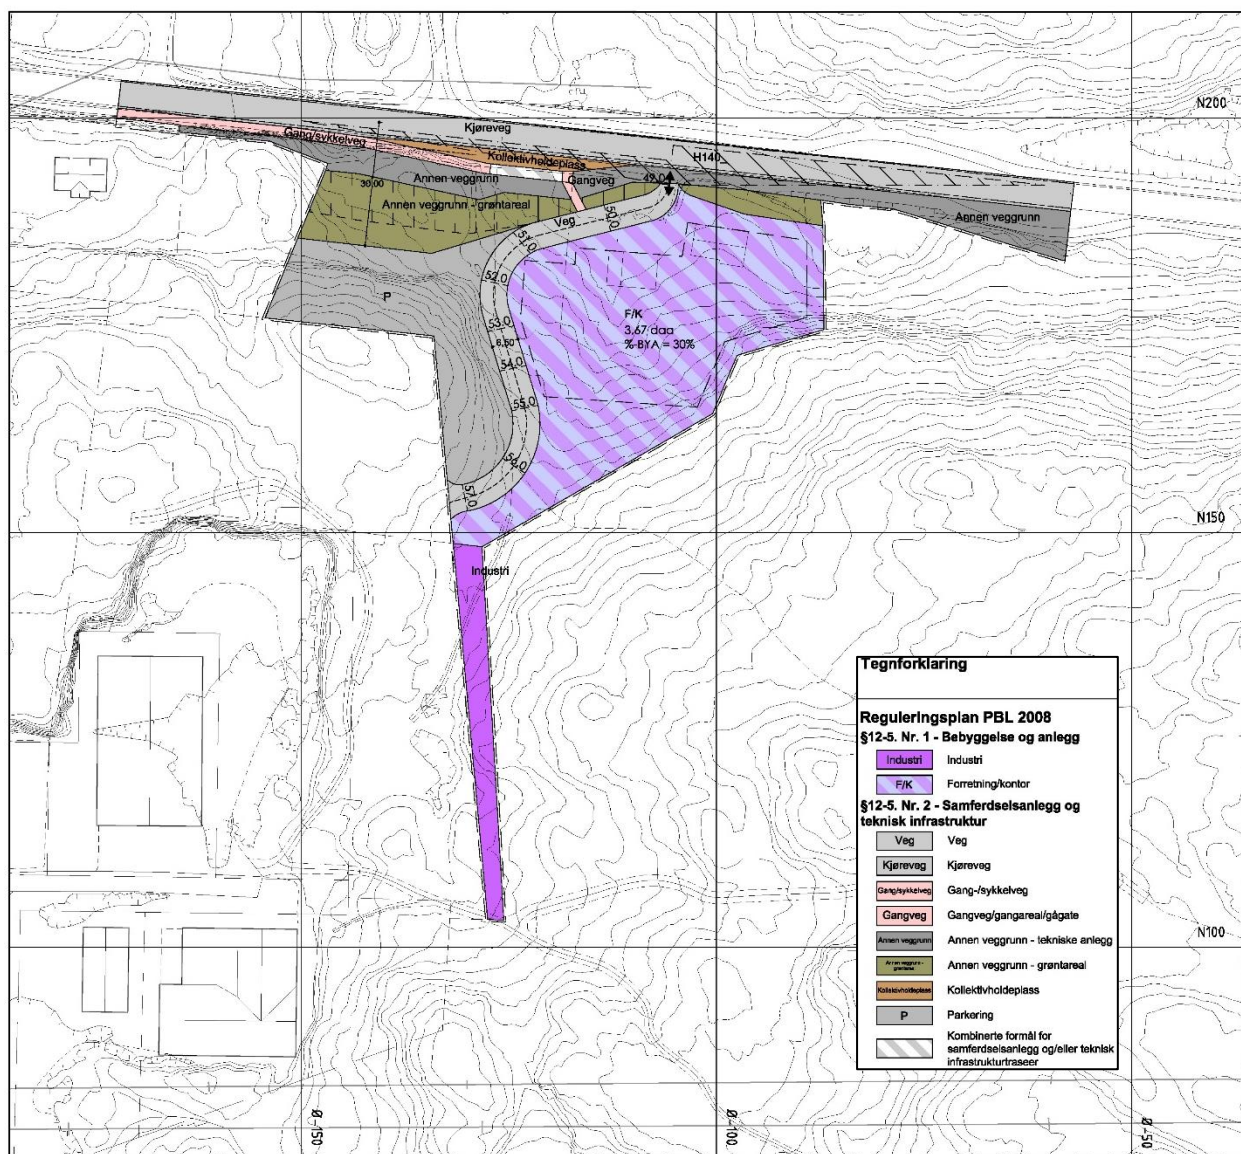 N200
Kjøreveg
Gang/sykkelveg
Kollektivholdeplass
H140
Annen veggrunn
Gangveg
49.0
30.00
Annen veggrunn - grøntareal
Veg
50.0
Annen veggrunn
51.0
52.0
P
53.0
6.50
54.0
F/K
3.67 daa
%-BYA = 30%
55.0
56.0
57.0
N150
Industri
Tegnforklaring
Reguleringsplan PBL 2008
§12-5. Nr. 1 - Bebyggelse og anlegg
Industri Industri
F/K Forretning/kontor
§12-5. Nr. 2 - Samferdselsanlegg og
teknisk infrastruktur
Veg Veg
Kjøreveg Kjøreveg
Gang/sykkelveg Gang-/sykkelveg
Gangveg Gangveg/gangareal/gågate
Annen veggrunn Annen veggrunn - tekniske anlegg
Annen veggrunn - grøntareal Annen veggrunn - grøntareal
Kollektivholdeplass Kollektivholdeplass
P Parkering
Kombinerte formål for
samferdselsanlegg og/eller teknisk
infrastrukturtraseer
N100
Ø-150
Ø-100
Ø-50